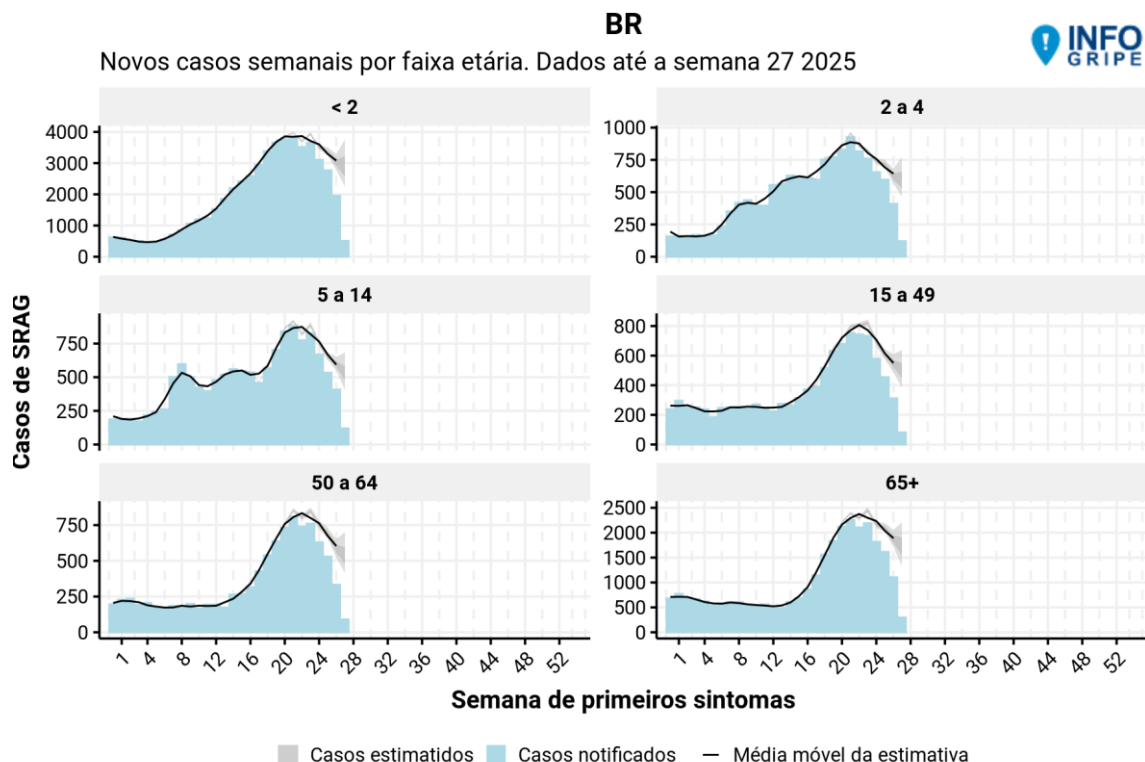 BR
INFO
GRIPE
Novos casos semanais por faixa etária. Dados até a semana 27 2025
Casos de SRAG
< 2
4000
3000
2000
1000
0
2 a 4
1000
750
500
250
0
5 a 14
750
500
250
0
15 a 49
800
600
400
200
0
50 a 64
750
500
250
0
65+
2500
2000
1500
1000
500
0
1 4 8 12 16 20 24 28 32 36 40 44 48 52
1 4 8 12 16 20 24 28 32 36 40 44 48 52
Semana de primeiros sintomas
Casos estimatidos Casos notificados Média móvel da estimativa